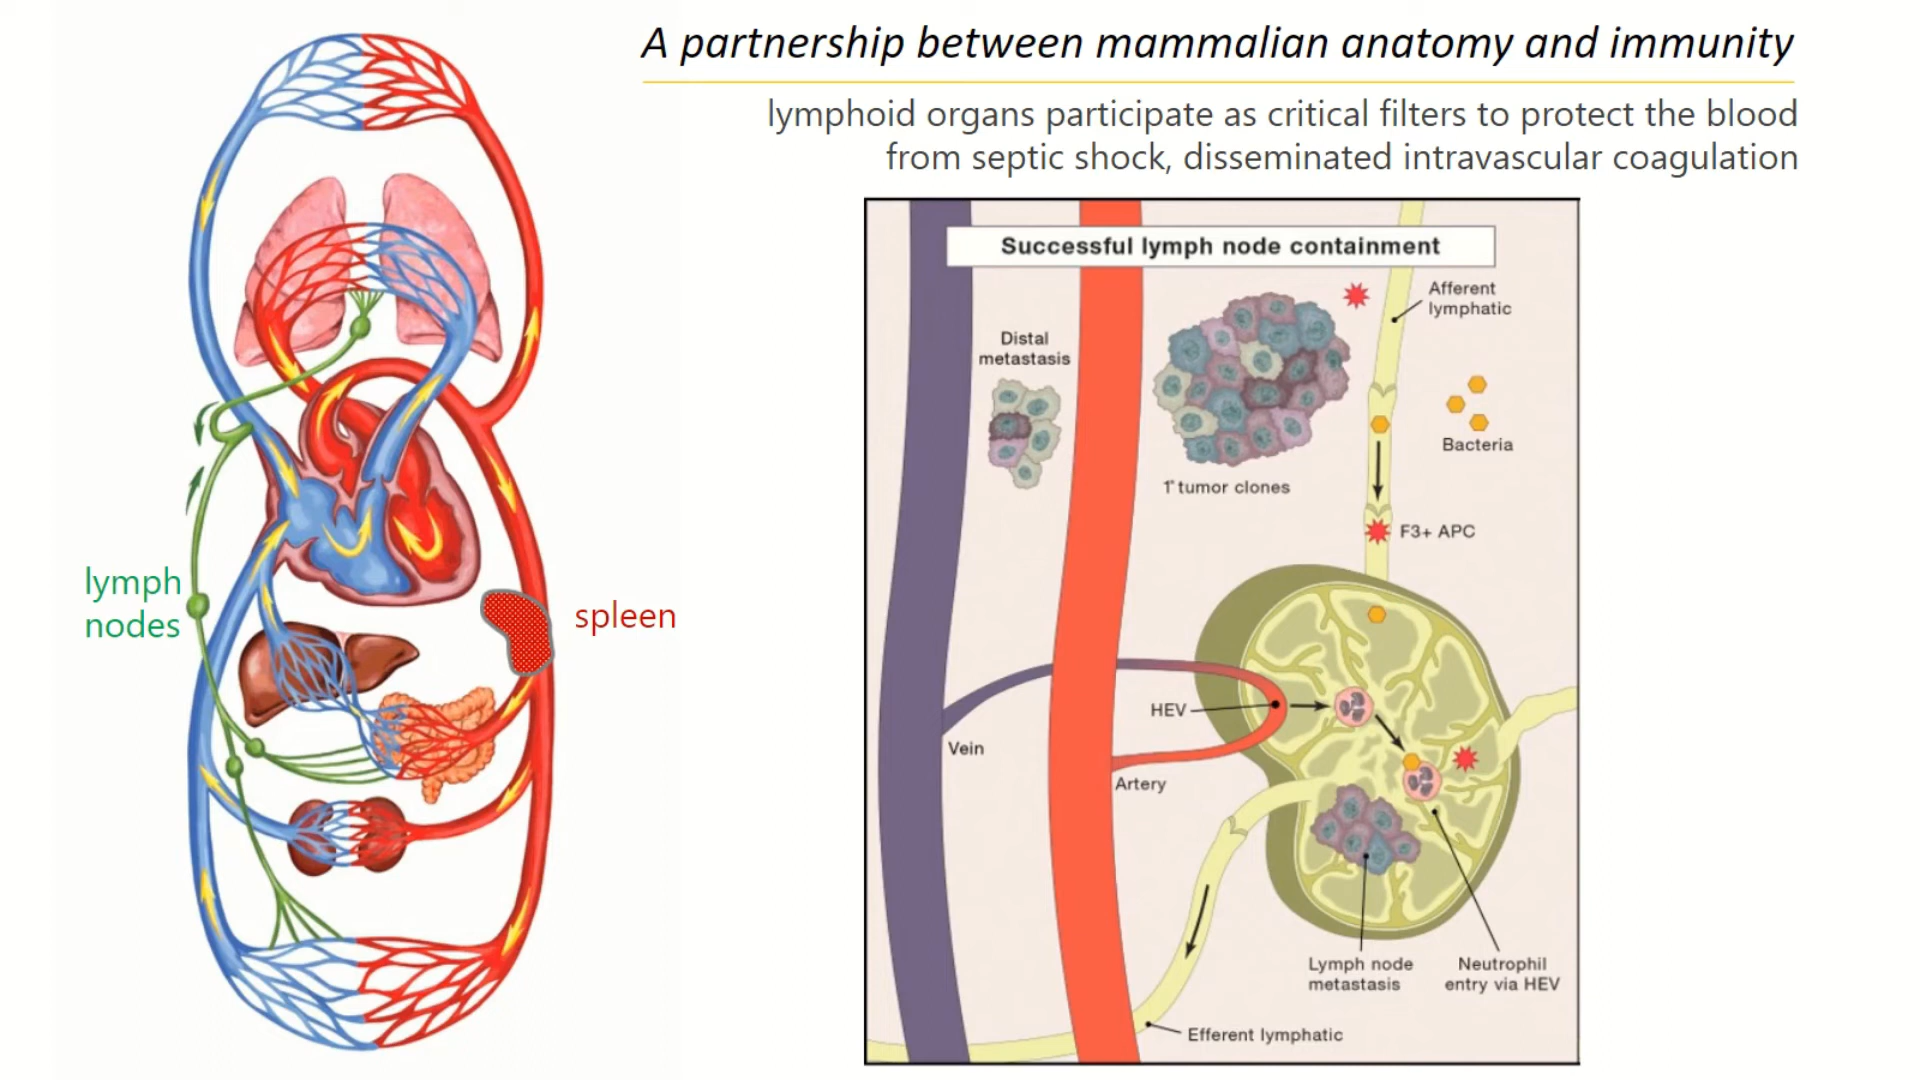 A partnership between mammalian anatomy and immunity
lymphoid organs participate as critical filters to protect the blood
from septic shock, disseminated intravascular coagulation
lymph
nodes
spleen
Successful lymph node containment
Afferent
lymphatic
Distal
metastasis
Bacteria
1° tumor clones
F3+ APC
HEV
Vein
Artery
Lymph node
metastasis
Neutrophil
entry via HEV
Efferent lymphatic